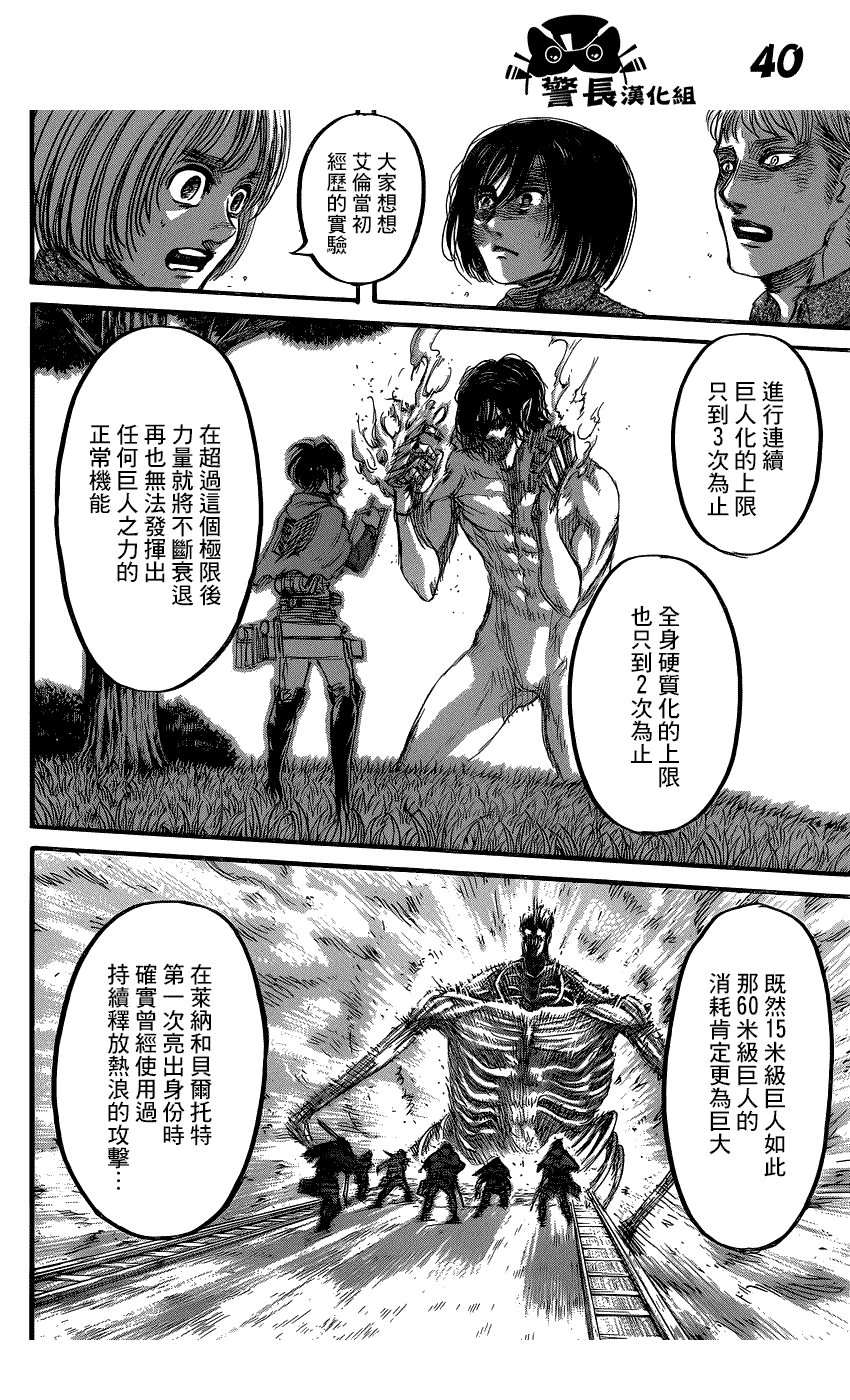 警長漢化組
40
大家想想
艾倫當初
經歷的實驗
進行連續
巨人化的上限
只到3次為止
全身硬質化的上限
也只到2次為止
在超過這個極限後
力量就將不斷衰退
再也無法發揮出
任何巨人之力的
正常機能
既然15米級巨人如此
那60米級巨人的
消耗肯定更為巨大
在萊納和貝爾托特
第一次亮出身份時
確實曾經使用過
持續釋放熱浪的攻擊…